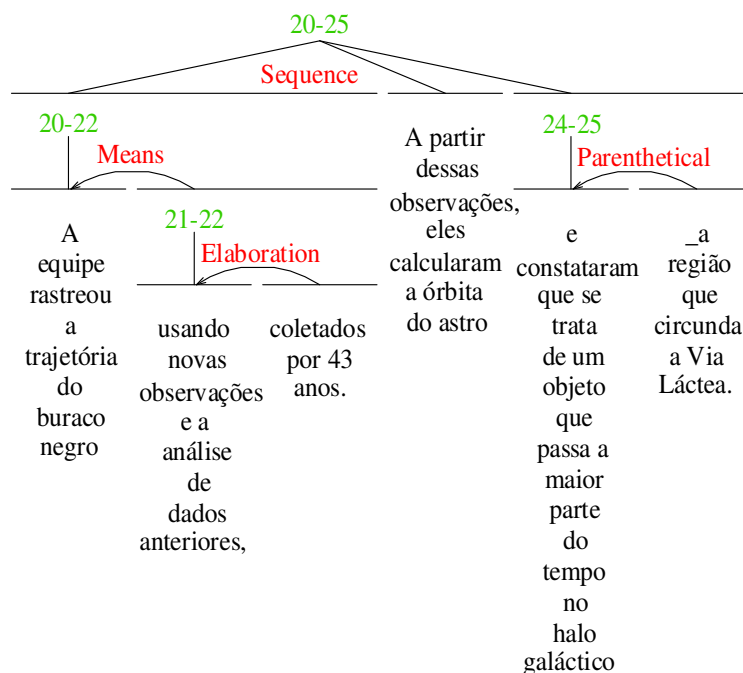 20-25
Sequence
20-22
Means
A
equipe
rastreou
a
trajetória
do
buraco
negro
21-22
Elaboration
usando
novas
observações
e a
análise
de
dados
anteriores,
coletados
por 43
anos.
A partir
dessas
observações,
eles
calcularam
a órbita
do astro
24-25
Parenthetical
e
constataram
que se
trata
de um
objeto
que
passa a
maior
parte
do
tempo
no
halo
galáctico
_a
região
que
circunda
a Via
Láctea.